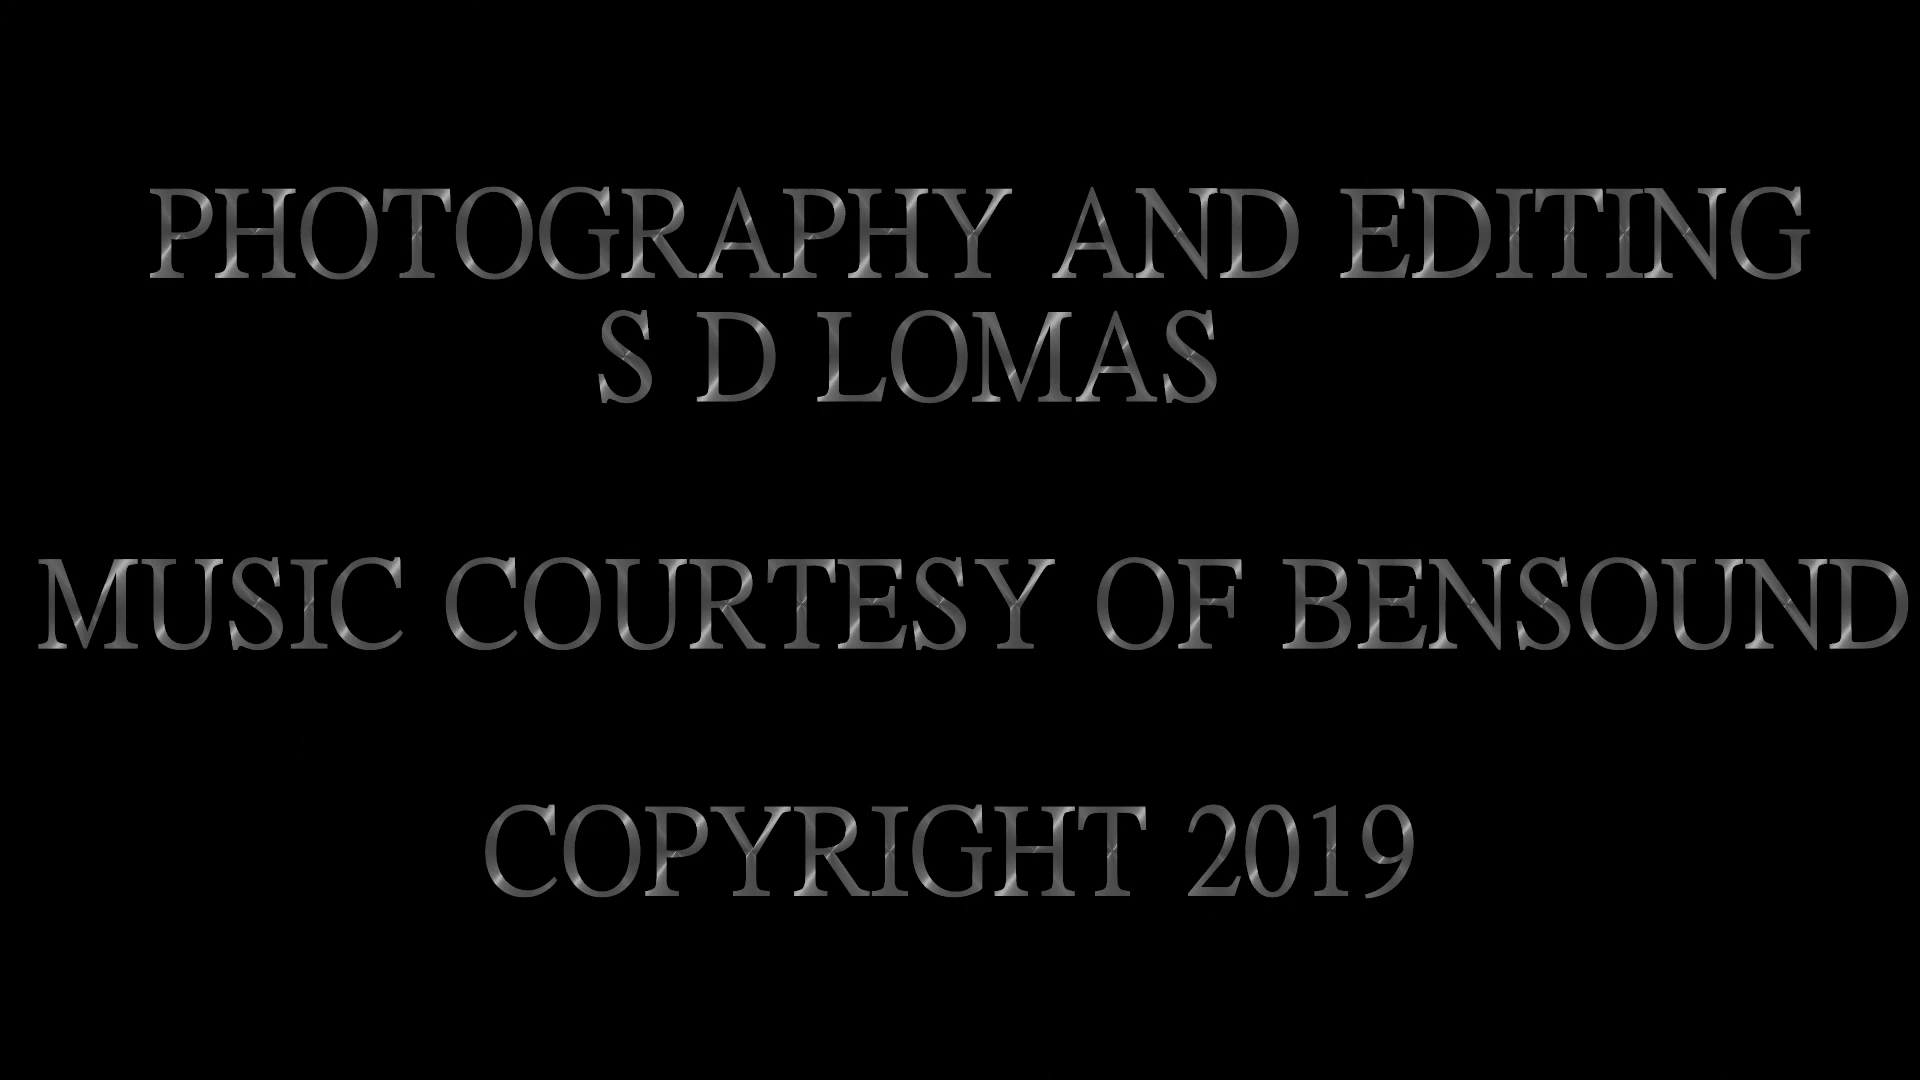 PHOTOGRAPHY AND EDITING
S D LOMAS
MUSIC COURTESY OF BENSOUND
COPYRIGHT 2019